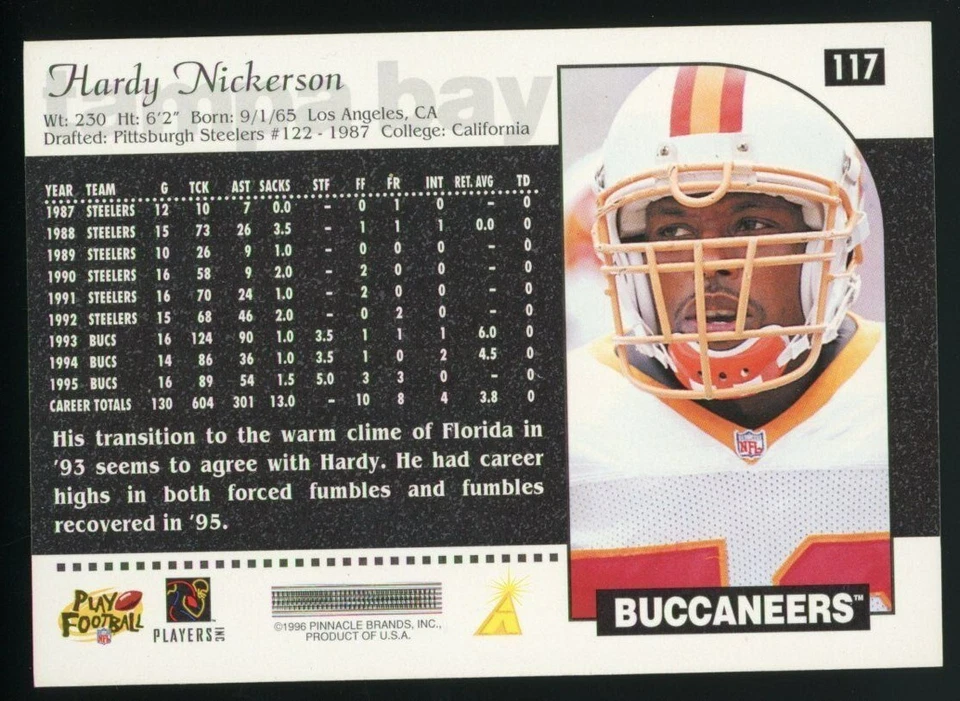 117
Hardy Nickerson
tampa bay
Wt: 230 Ht: 6'2" Born: 9/1/65 Los Angeles, CA
Drafted: Pittsburgh Steelers #122 - 1987 College: California
YEAR TEAM G TCK AST SACKS STF FF FR INT RET. AVG TD
1987 STEELERS 12 10 7 0.0 – 0 1 0 – 0
1988 STEELERS 15 73 26 3.5 – 1 1 1 0.0 0
1989 STEELERS 10 26 9 1.0 – 0 0 0 – 0
1990 STEELERS 16 58 9 2.0 – 2 0 0 – 0
1991 STEELERS 16 70 24 1.0 – 2 0 0 – 0
1992 STEELERS 15 68 46 2.0 – 0 2 0 – 0
1993 BUCS 16 124 90 1.0 3.5 1 1 1 6.0 0
1994 BUCS 14 86 36 1.0 3.5 1 0 2 4.5 0
1995 BUCS 16 89 54 1.5 5.0 3 3 0 – 0
CAREER TOTALS 130 604 301 13.0 – 10 8 4 3.8 0
His transition to the warm clime of Florida in
'93 seems to agree with Hardy. He had career
highs in both forced fumbles and fumbles
recovered in '95.
NFL
PLAY
FOOTBALL
NFL
PLAYERS INC
©1996 PINNACLE BRANDS, INC.,
PRODUCT OF U.S.A.
BUCCANEERS™